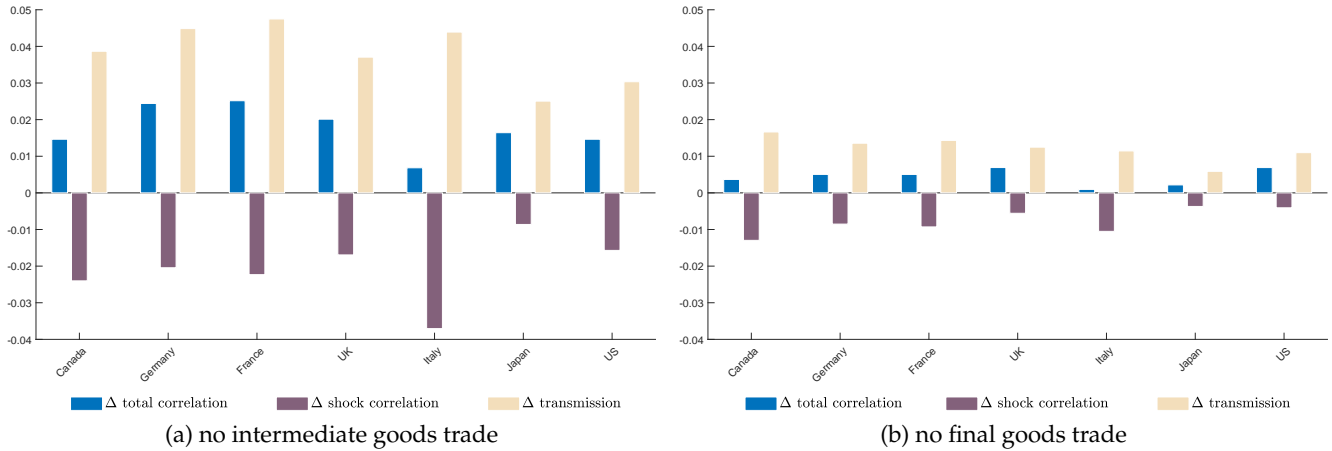 0.05
0.04
0.03
0.02
0.01
0
-0.01
-0.02
-0.03
-0.04
Canada
Germany
France
UK
Italy
Japan
US
Δ total correlation
Δ shock correlation
Δ transmission
(a) no intermediate goods trade
0.05
0.04
0.03
0.02
0.01
0
-0.01
-0.02
-0.03
-0.04
Canada
Germany
France
UK
Italy
Japan
US
Δ total correlation
Δ shock correlation
Δ transmission
(b) no final goods trade